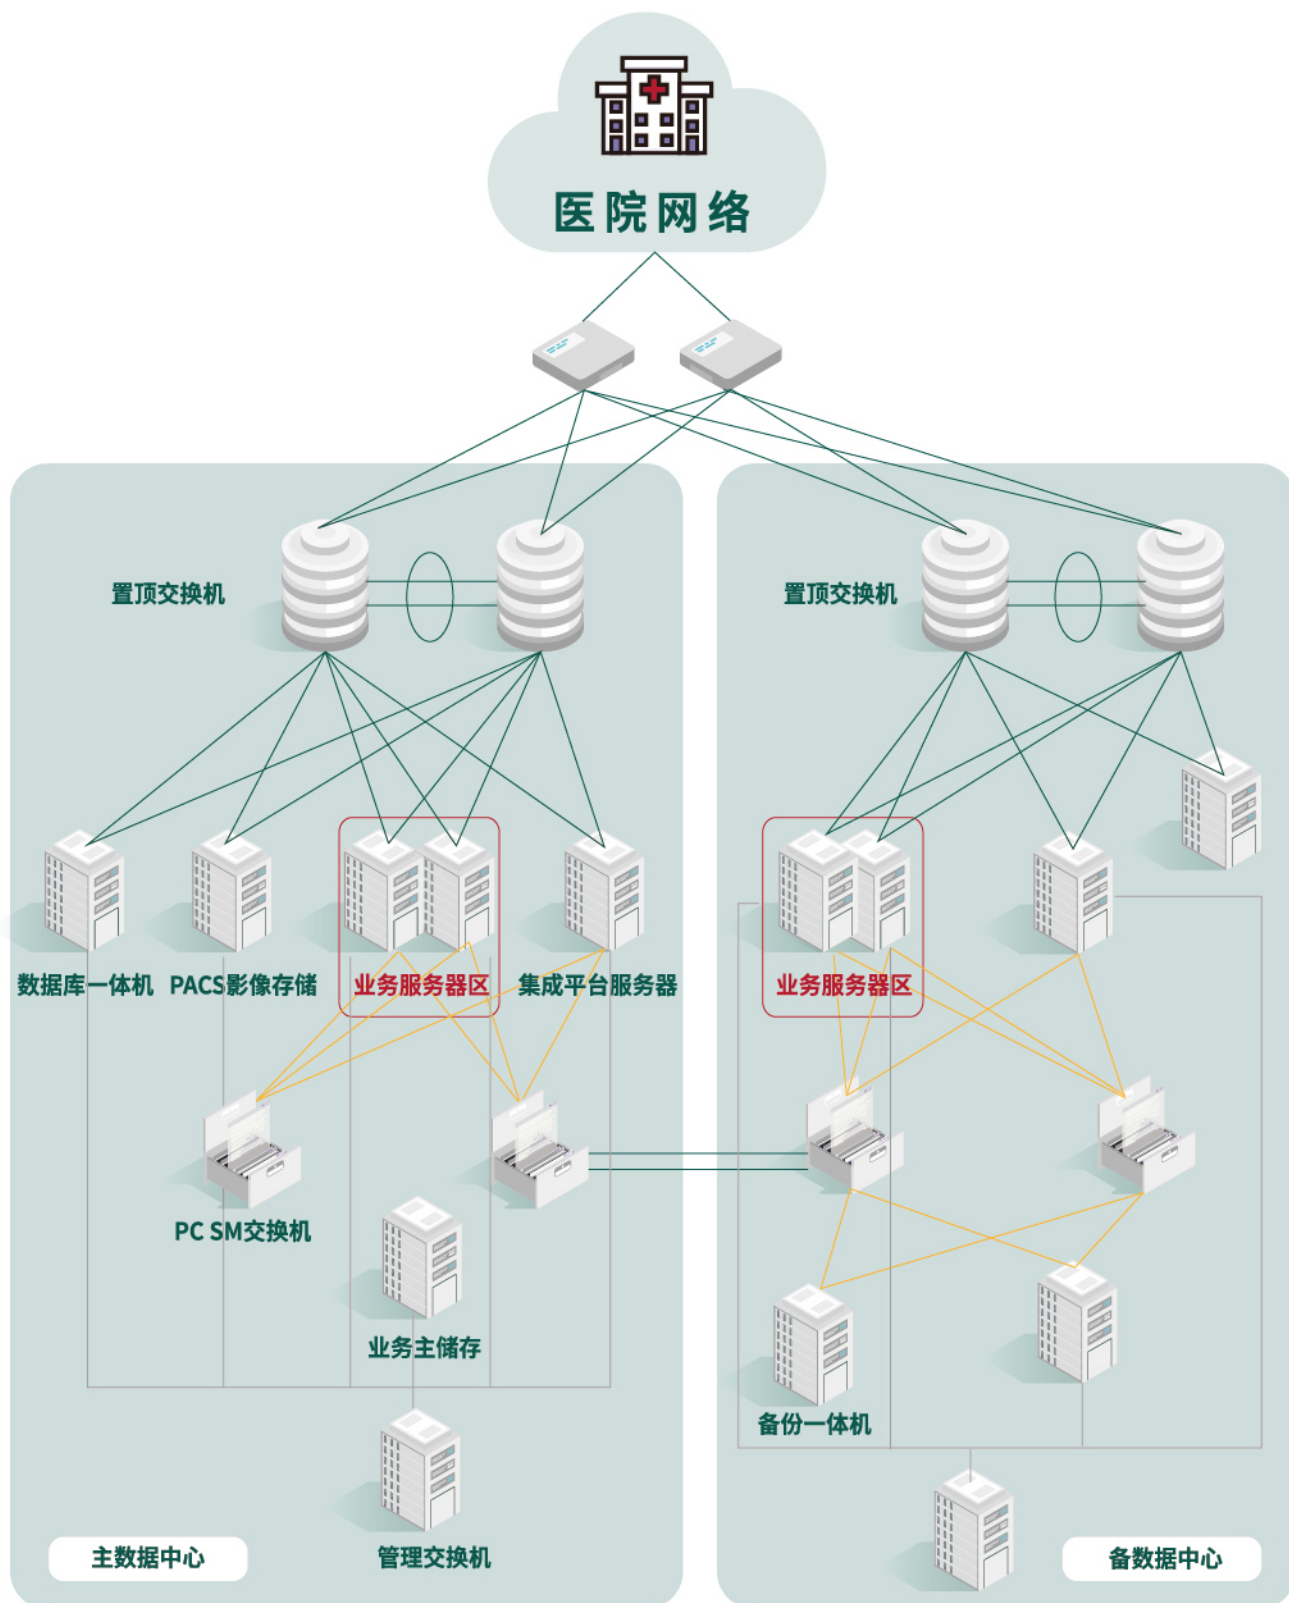 医院网络
置顶交换机
置顶交换机
数据库一体机
PACS影像存储
业务服务器区
集成平台服务器
业务服务器区
PC SM交换机
业务主储存
备份一体机
管理交换机
主数据中心
备数据中心